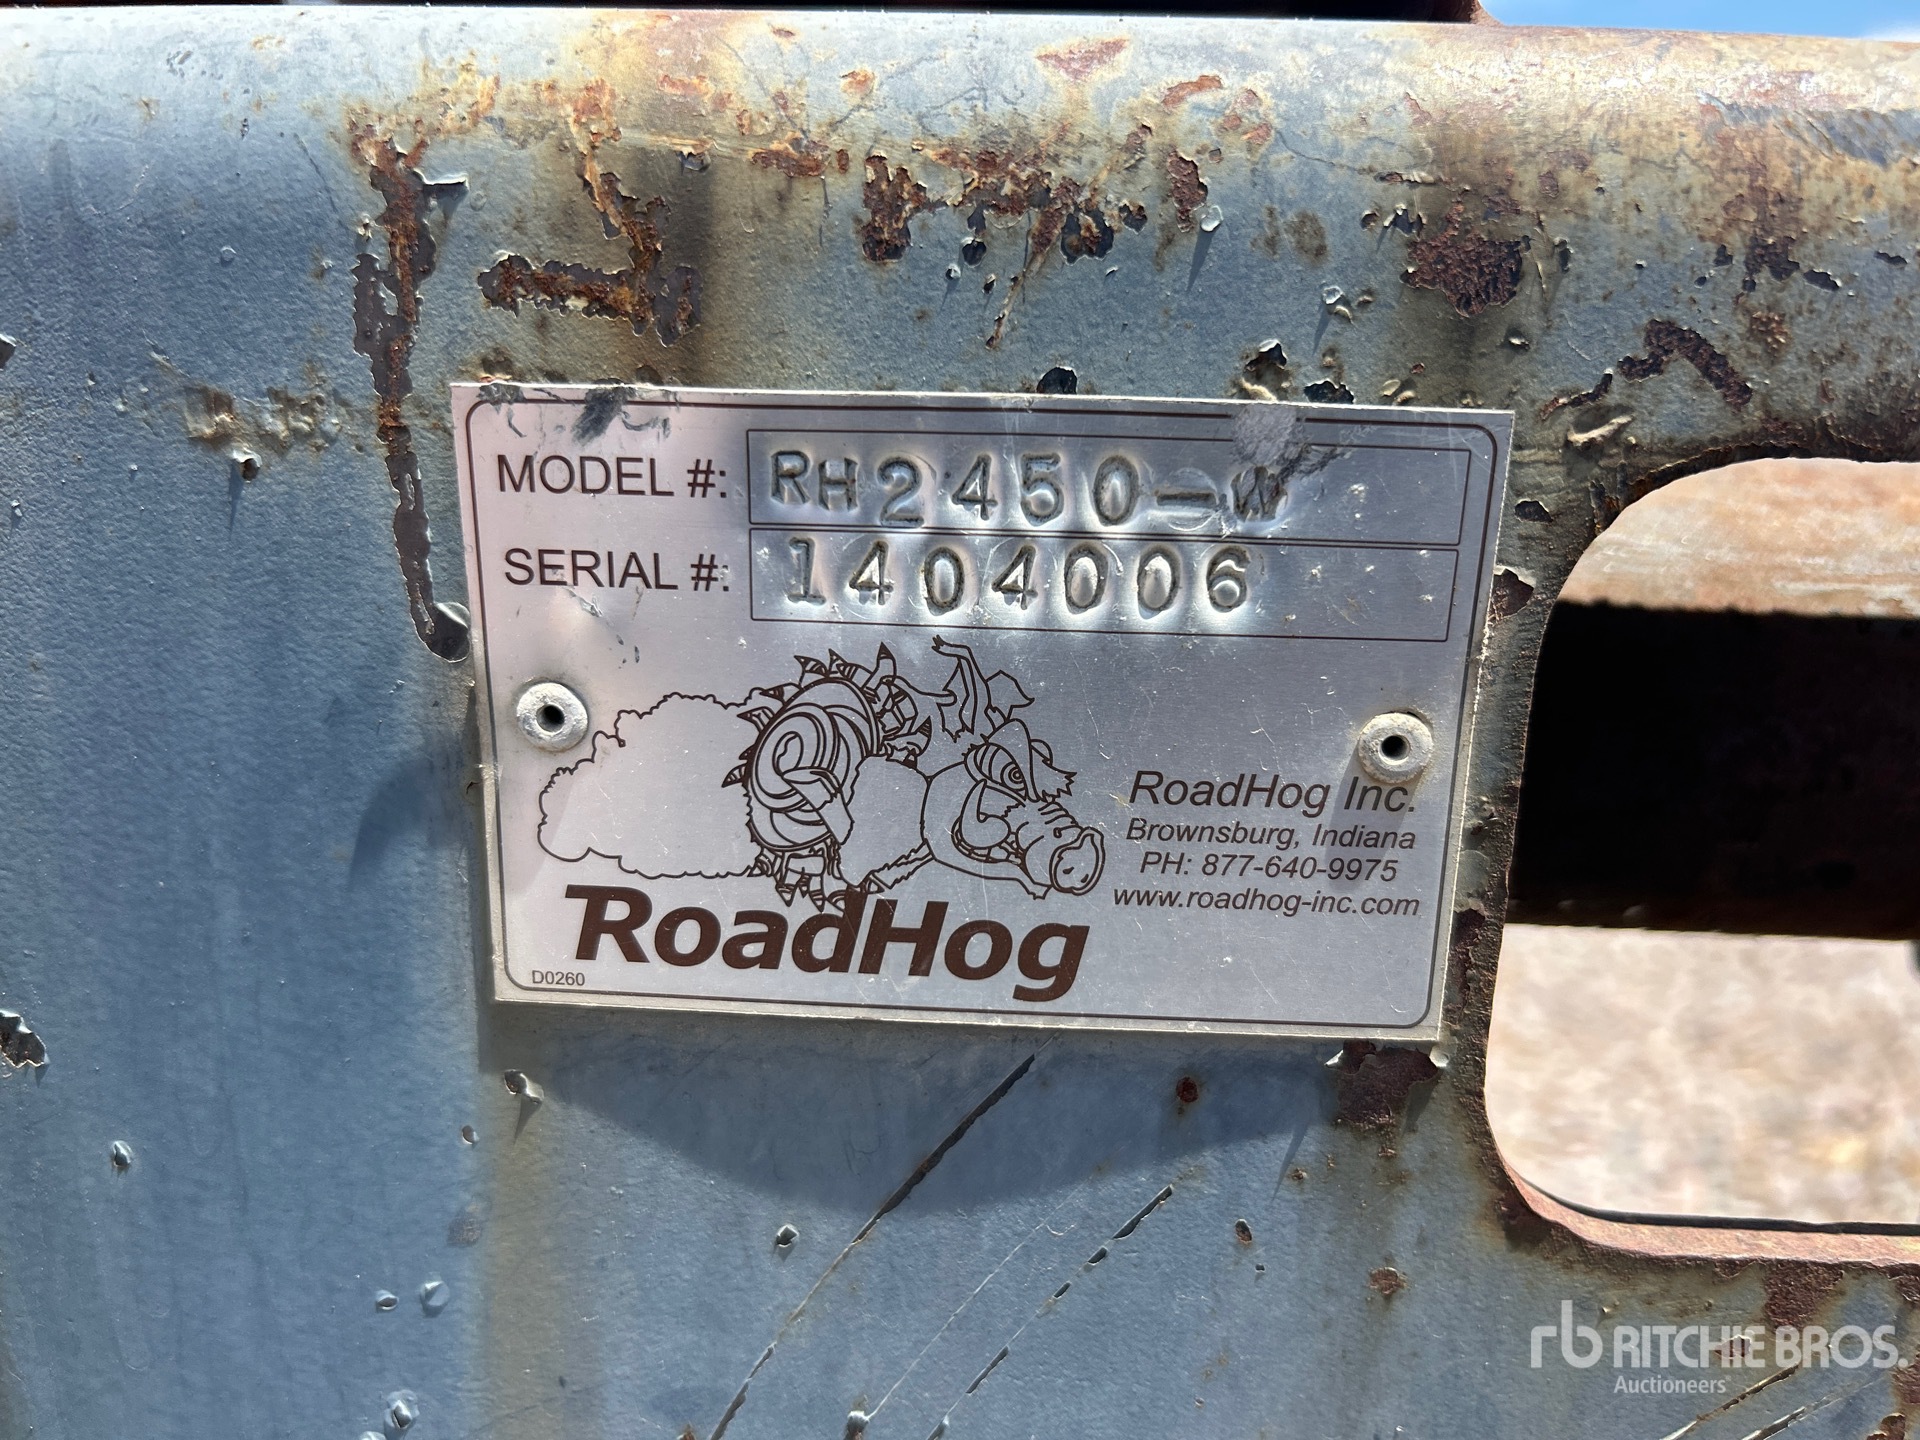 MODEL #: RH2450-W
SERIAL #: 1404006
RoadHog Inc.
Brownsburg, Indiana
PH: 877-640-9975
www.roadhog-inc.com
RoadHog
D0260
rb RITCHIE BROS.
Auctioneers